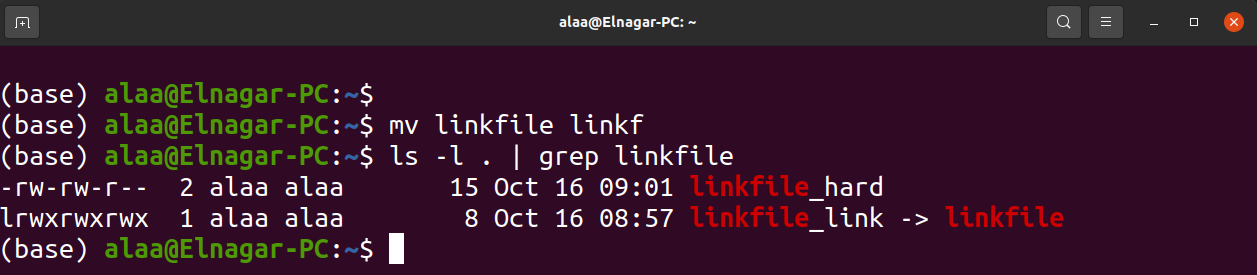 alaa@Elnagar-PC: ~
(base) alaa@Elnagar-PC:~$
(base) alaa@Elnagar-PC:~$ mv linkfile linkf
(base) alaa@Elnagar-PC:~$ ls -l . | grep linkfile
-rw-rw-r--  2 alaa alaa        15 Oct 16 09:01 linkfile_hard
lrwxrwxrwx  1 alaa alaa         8 Oct 16 08:57 linkfile_link -> linkfile
(base) alaa@Elnagar-PC:~$